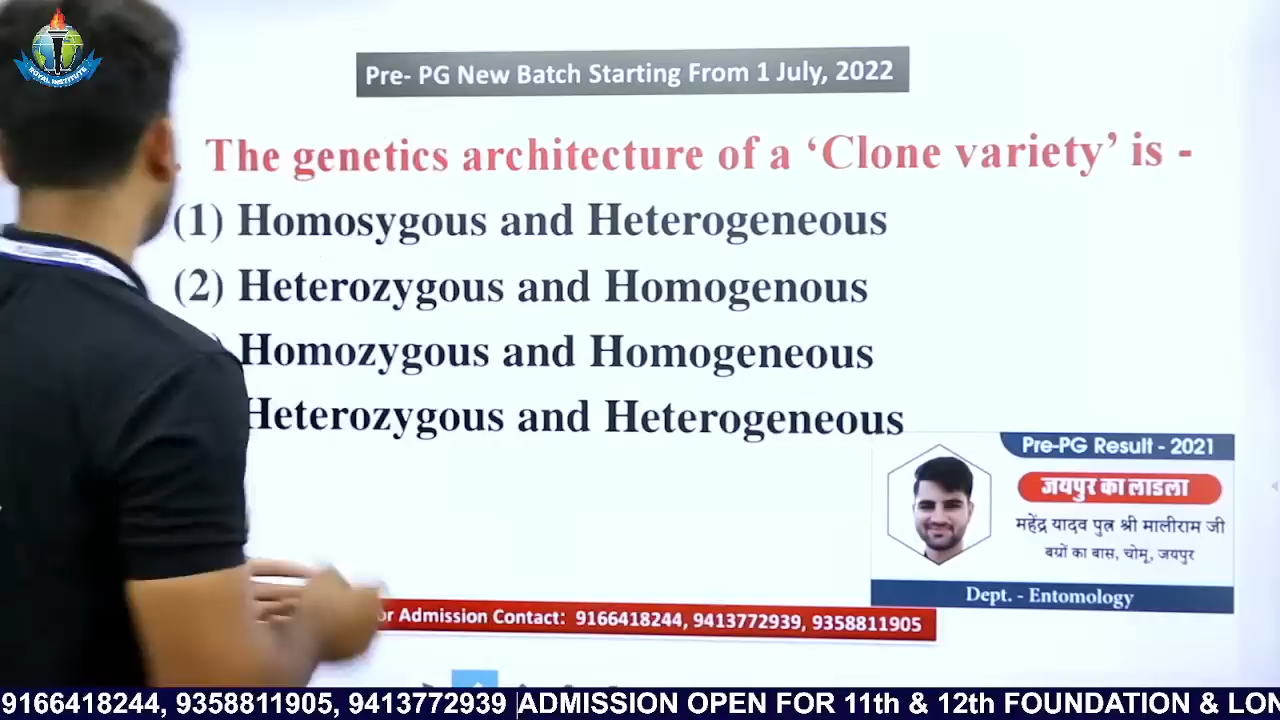 ROYAL INSTITUTE
Pre- PG New Batch Starting From 1 July, 2022
The genetics architecture of a ‘Clone variety’ is -
(1) Homosygous and Heterogeneous
(2) Heterozygous and Homogenous
Homozygous and Homogeneous
Heterozygous and Heterogeneous
Pre-PG Result - 2021
जयपुर का लाडला
महेंद्र यादव पुत्र श्री मालीराम जी
बग्रों का बास, चोमू, जयपुर
Dept. - Entomology
or Admission Contact: 9166418244, 9413772939, 9358811905
9166418244, 9358811905, 9413772939 |ADMISSION OPEN FOR 11th & 12th FOUNDATION & LON